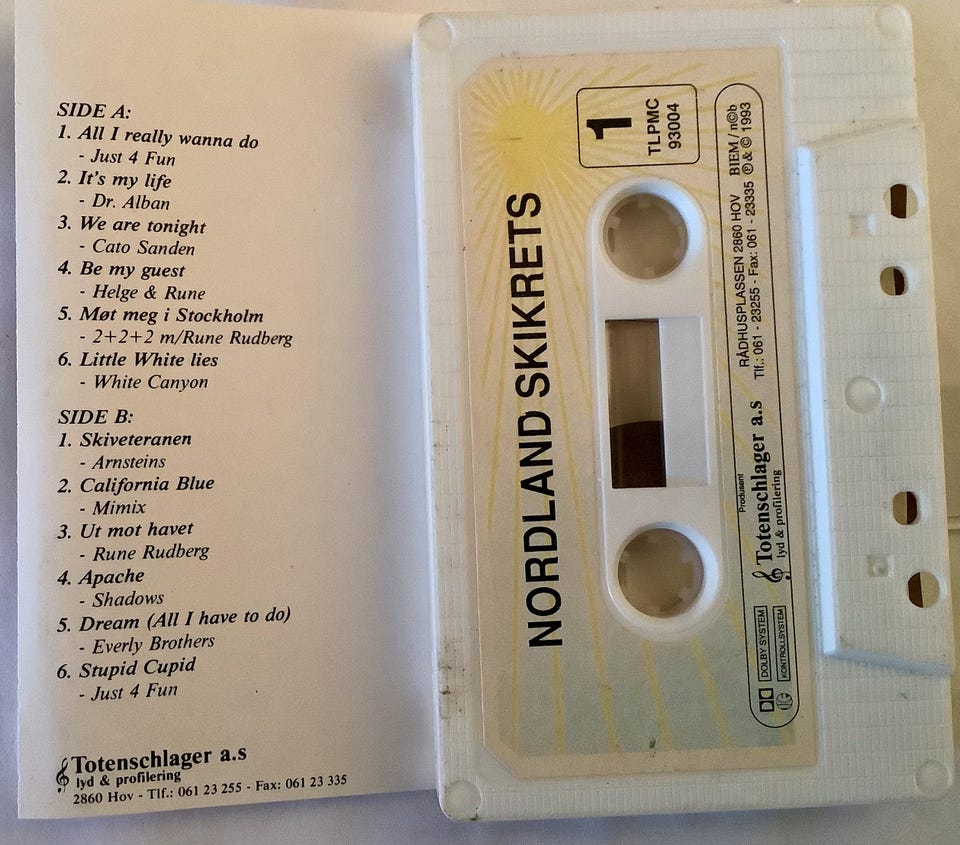 SIDE A:
1. All I really wanna do
- Just 4 Fun
2. It's my life
- Dr. Alban
3. We are tonight
- Cato Sanden
4. Be my guest
- Helge & Rune
5. Møt meg i Stockholm
- 2+2+2 m/Rune Rudberg
6. Little White lies
- White Canyon
SIDE B:
1. Skiveteranen
- Arnsteins
2. California Blue
- Mimix
3. Ut mot havet
- Rune Rudberg
4. Apache
- Shadows
5. Dream (All I have to do)
- Everly Brothers
6. Stupid Cupid
- Just 4 Fun
Totenschlager a.s
lyd & profilering
2860 Hov - Tlf.: 061 23 255 - Fax: 061 23 335
NORDLAND SKIKRETS
1
TLPMC
93004
DOLBY SYSTEM
KONTROLLSYSTEM
Produsent
Totenschlager a.s
lyd & profilering
RÅDHUSPLASSEN 2860 HOV
Tlf.: 061 - 23255 - Fax: 061 - 23335
BIEM / n©b
℗ & © 1993